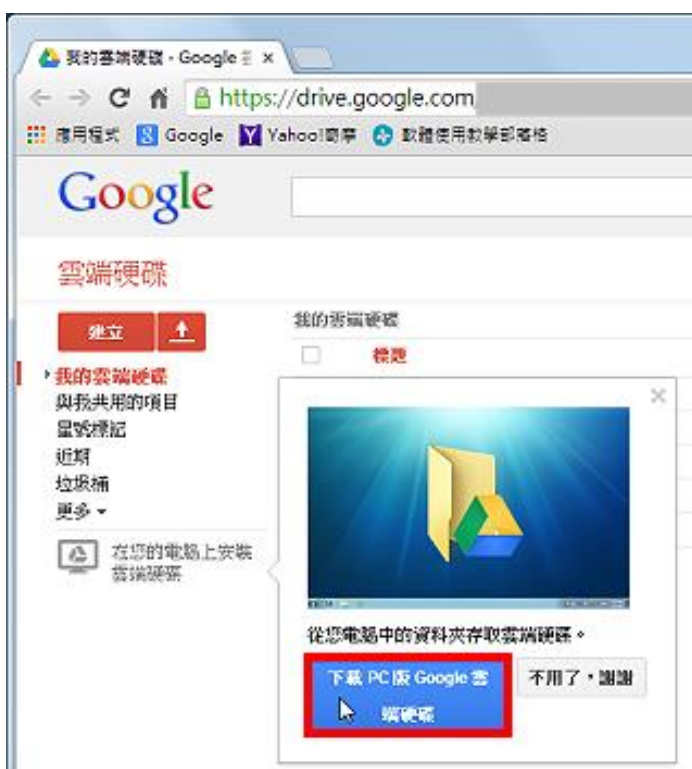 我的雲端硬碟 - Google 雲
https://drive.google.com
應用程式 Google Yahoo!奇摩 軟體使用教學部落格
Google
雲端硬碟
建立
我的雲端硬碟
標題
我的雲端硬碟
與我共用的項目
星號標記
近期
垃圾桶
更多
在您的電腦上安裝
雲端硬碟
從您電腦中的資料夾存取雲端硬碟。
下載 PC 版 Google 雲
端硬碟
不用了，謝謝